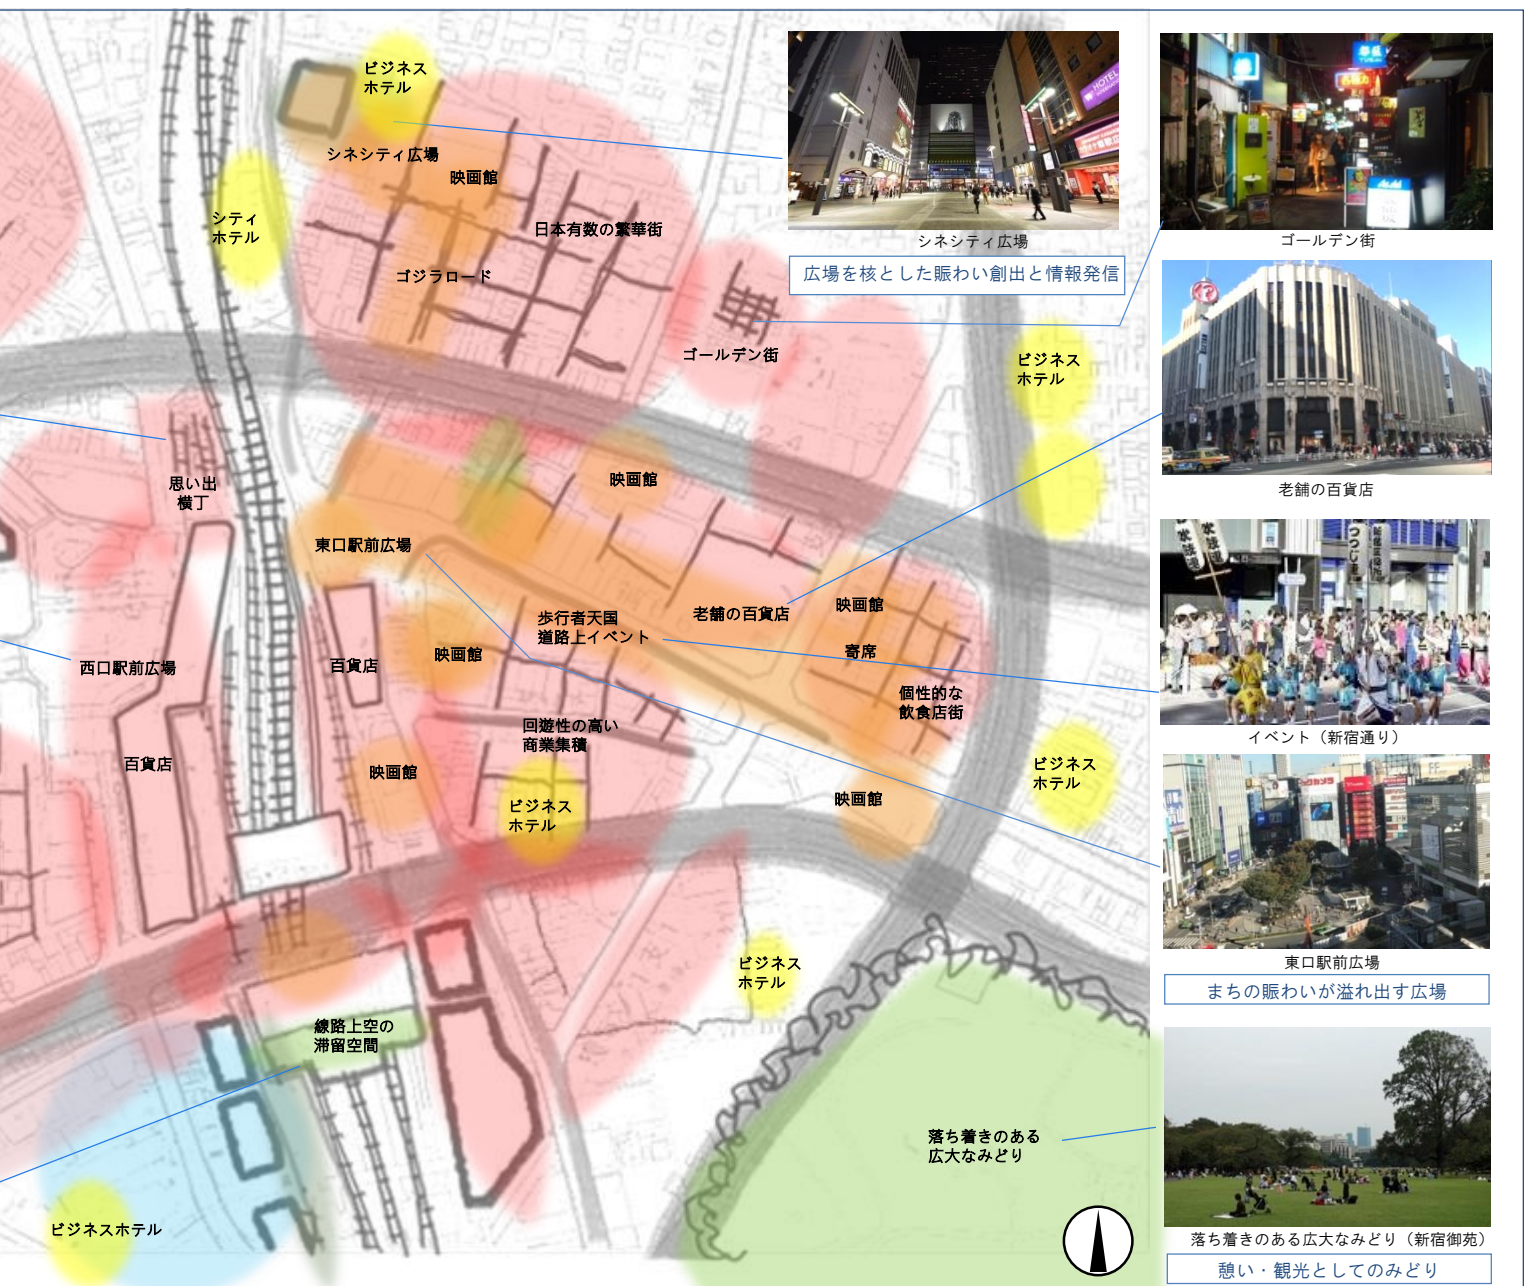 ビジネス
ホテル
シネシティ広場
映画館
シティ
ホテル
日本有数の繁華街
ゴジラロード
ゴールデン街
ビジネス
ホテル
思い出
横丁
映画館
東口駅前広場
歩行者天国
道路上イベント
老舗の百貨店
映画館
寄席
個性的な
飲食店街
西口駅前広場
百貨店
映画館
百貨店
回遊性の高い
商業集積
映画館
ビジネス
ホテル
映画館
ビジネス
ホテル
ビジネス
ホテル
線路上空の
滞留空間
落ち着きのある
広大なみどり
ビジネスホテル
HOTEL
シネシティ広場
広場を核とした賑わい創出と情報発信
ゴールデン街
老舗の百貨店
イベント（新宿通り）
東口駅前広場
まちの賑わいが溢れ出す広場
落ち着きのある広大なみどり（新宿御苑）
憩い・観光としてのみどり